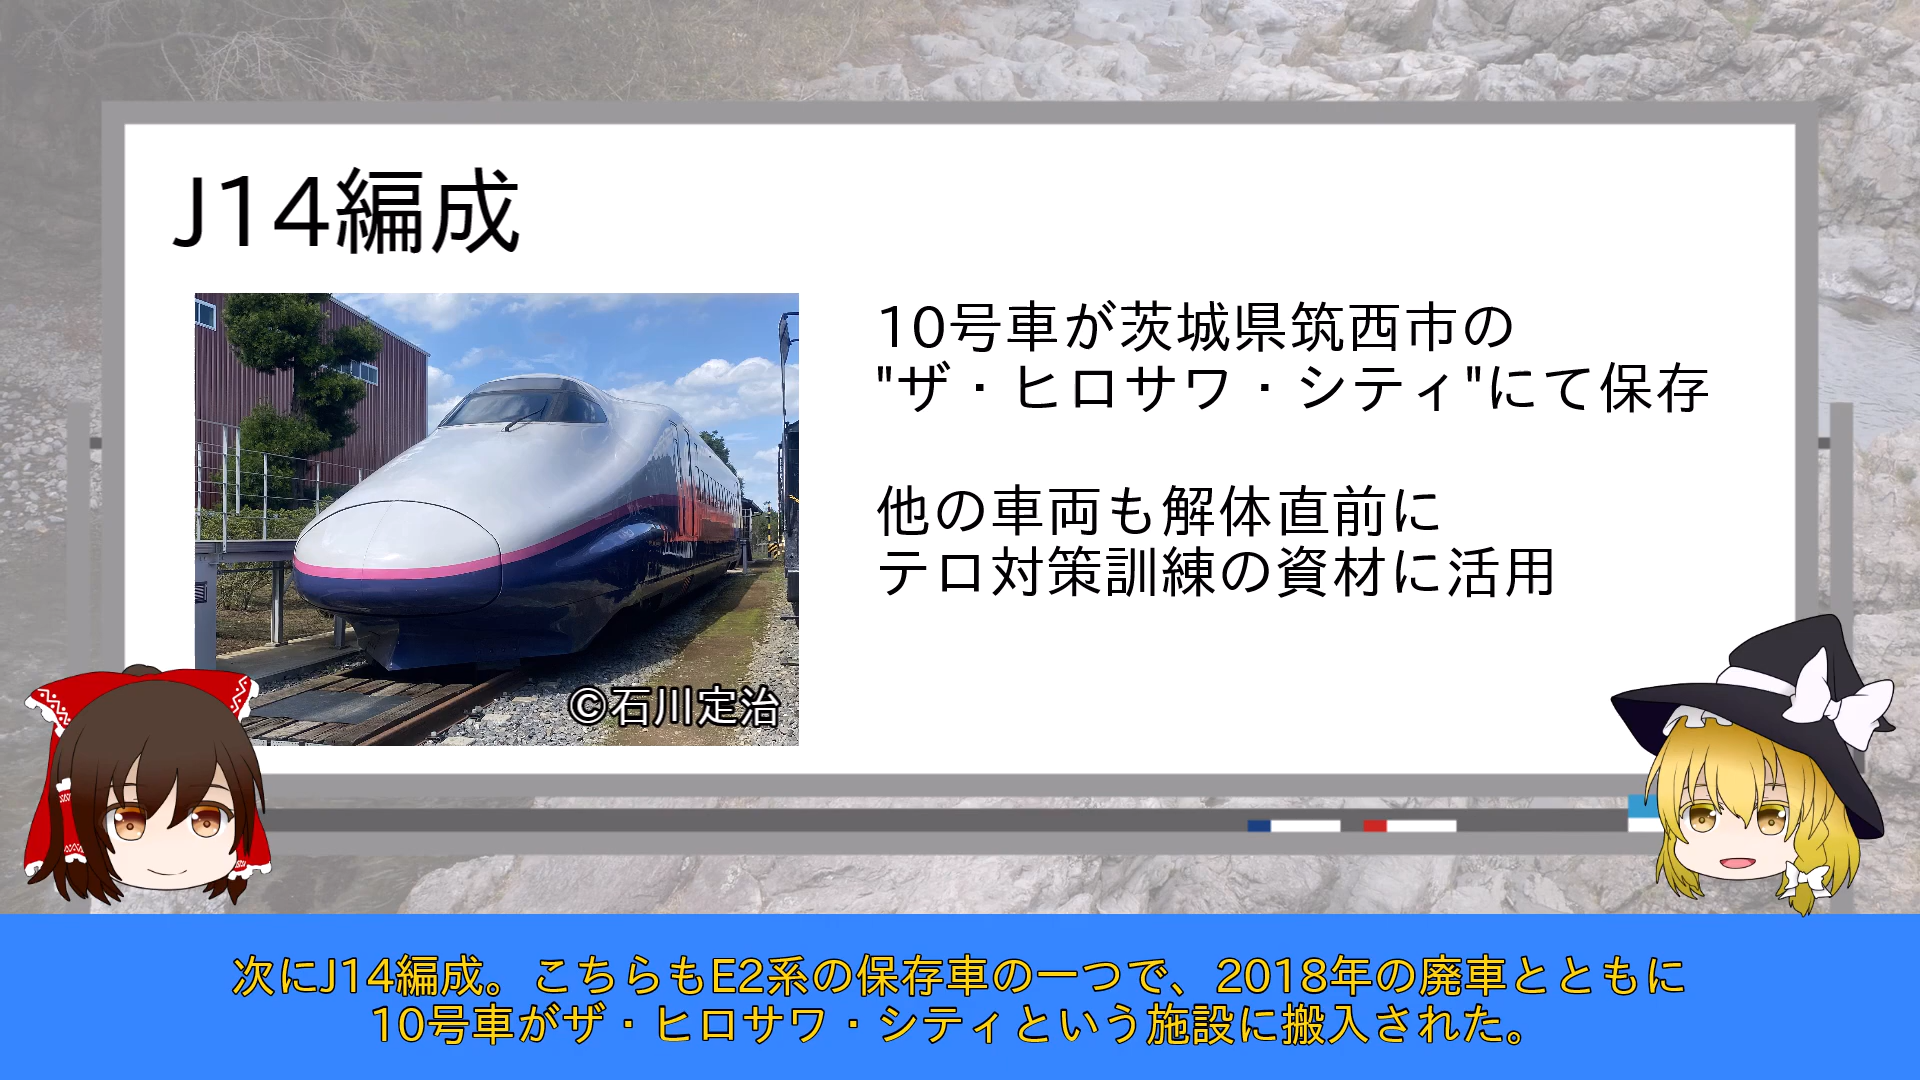 J14編成
10号車が茨城県筑西市の
"ザ・ヒロサワ・シティ"にて保存
他の車両も解体直前に
テロ対策訓練の資材に活用
©石川定治
次にJ14編成。こちらもE2系の保存車の一つで、2018年の廃車とともに
10号車がザ・ヒロサワ・シティという施設に搬入された。